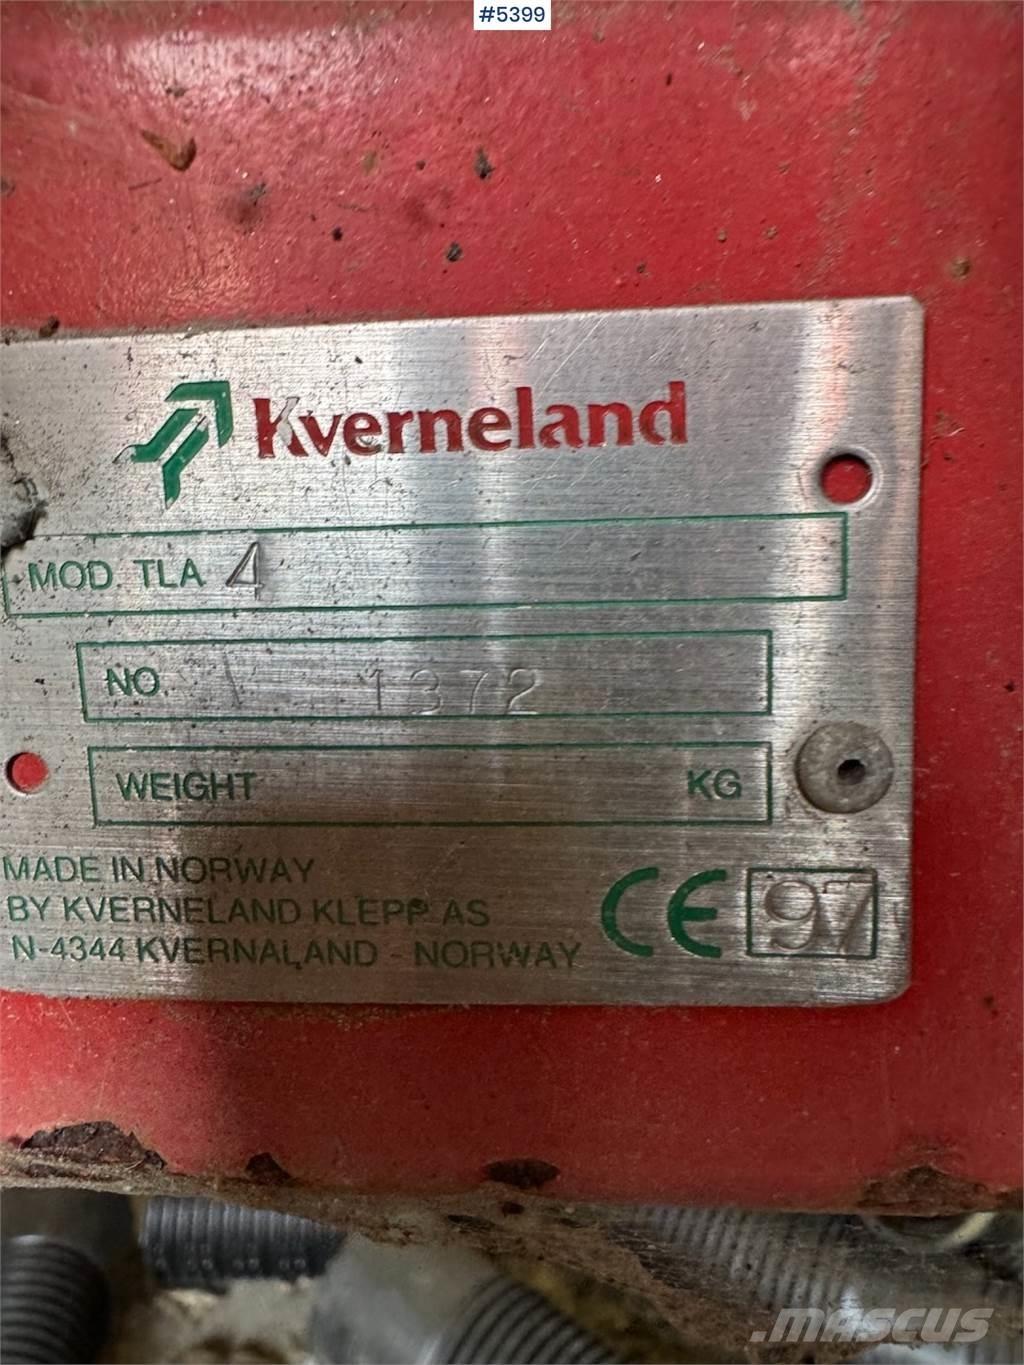 #5399
Kverneland
MOD. TLA 4
NO. 1372
WEIGHT KG
MADE IN NORWAY
BY KVERNELAND KLEPP AS
N-4344 KVERNALAND - NORWAY
CE 97
.MASCUS